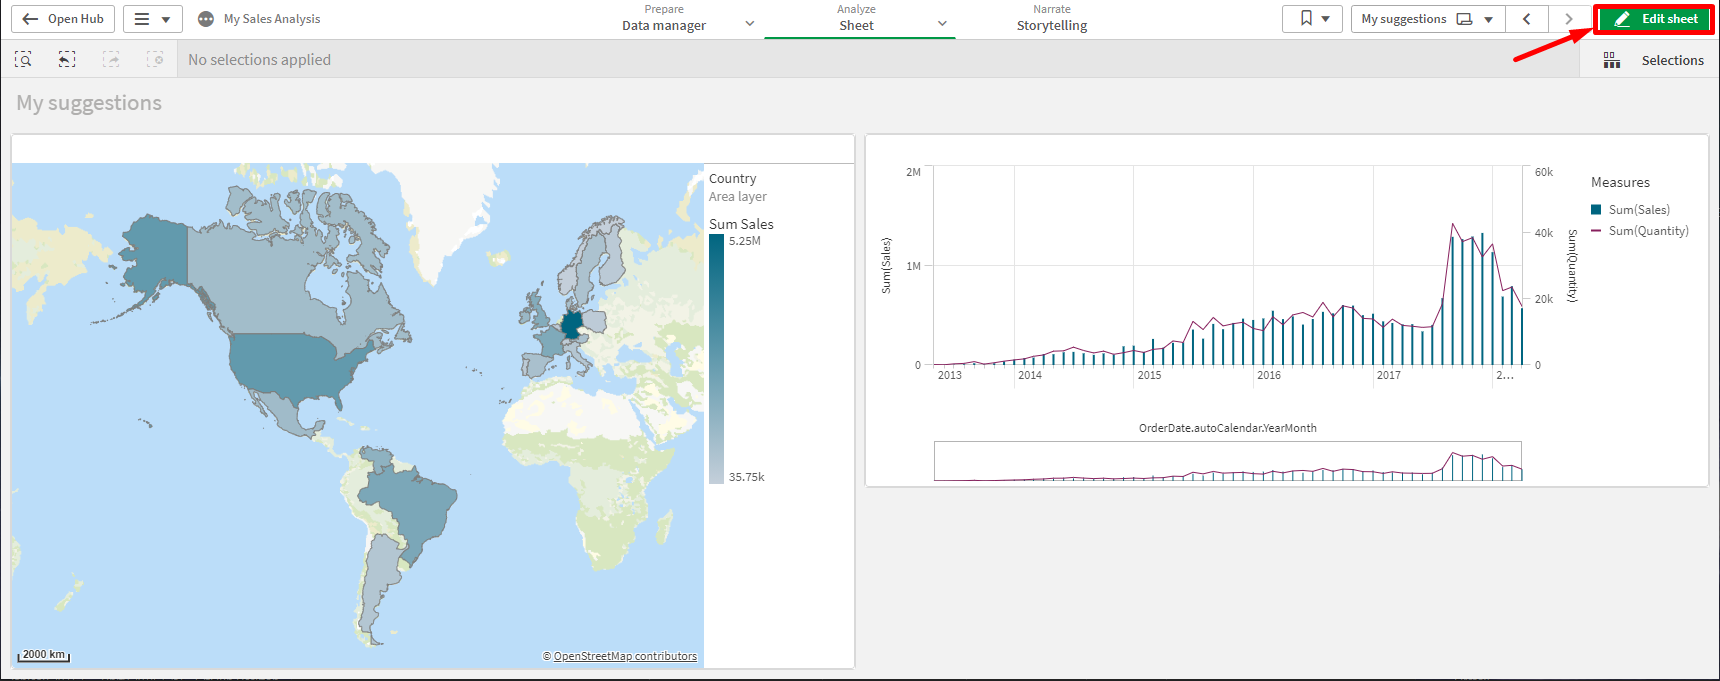 Open Hub
My Sales Analysis
Prepare
Data manager
Analyze
Sheet
Narrate
Storytelling
My suggestions
Edit sheet
No selections applied
Selections
My suggestions
Country
Area layer
Sum Sales
5.25M
35.75k
2000 km
© OpenStreetMap contributors
2M
1M
0
Sum(Sales)
60k
40k
20k
0
Sum(Quantity)
2013
2014
2015
2016
2017
2...
OrderDate.autoCalendar.YearMonth
Measures
Sum(Sales)
Sum(Quantity)